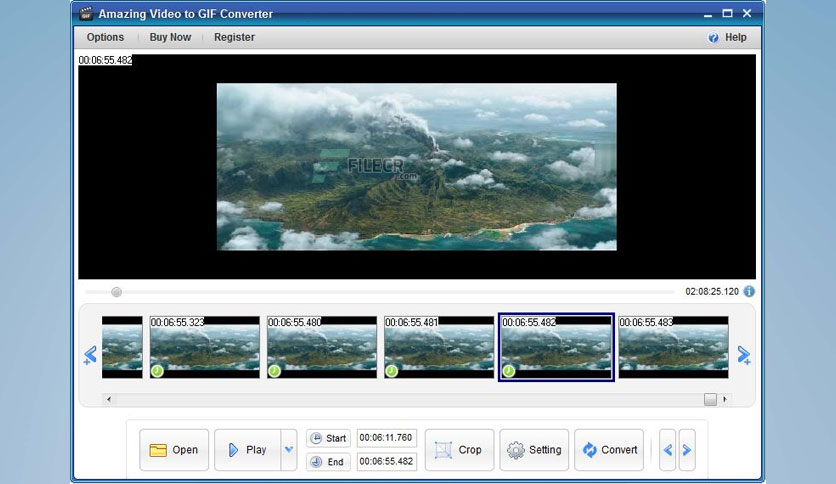 Amazing Video to GIF Converter
Options Buy Now Register Help
00:06:55.482
FILECR
.com
02:08:25.120
00:06:55.323 00:06:55.480 00:06:55.481 00:06:55.482 00:06:55.483
Open Play Start 00:06:11.760 Crop Setting Convert
End 00:06:55.482